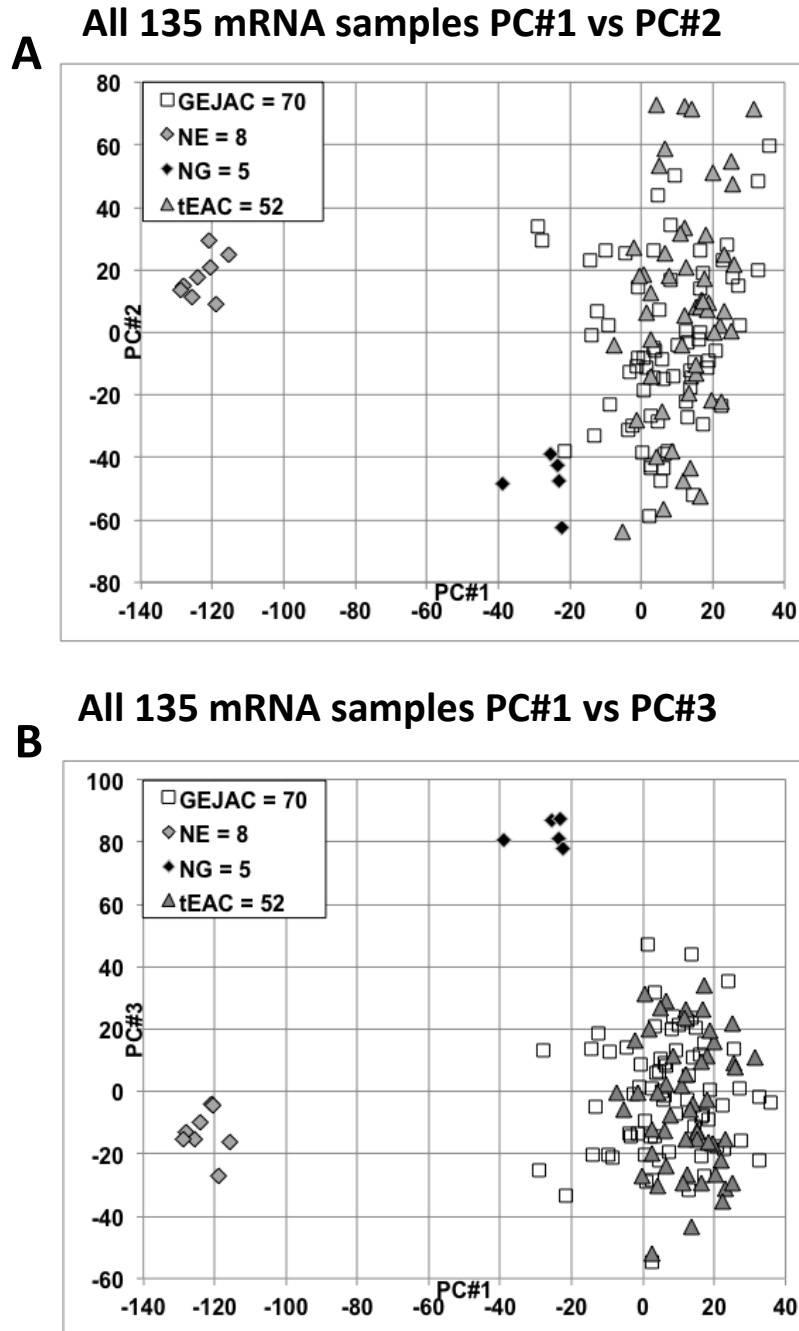 All 135 mRNA samples PC#1 vs PC#2
A
80
60
40
20
0
-20
-40
-60
-80
PC#2
GEJAC = 70
NE = 8
NG = 5
tEAC = 52
PC#1
-140 -120 -100 -80 -60 -40 -20 0 20 40
All 135 mRNA samples PC#1 vs PC#3
B
100
80
60
40
20
0
-20
-40
-60
PC#3
GEJAC = 70
NE = 8
NG = 5
tEAC = 52
PC#1
-140 -120 -100 -80 -60 -40 -20 0 20 40